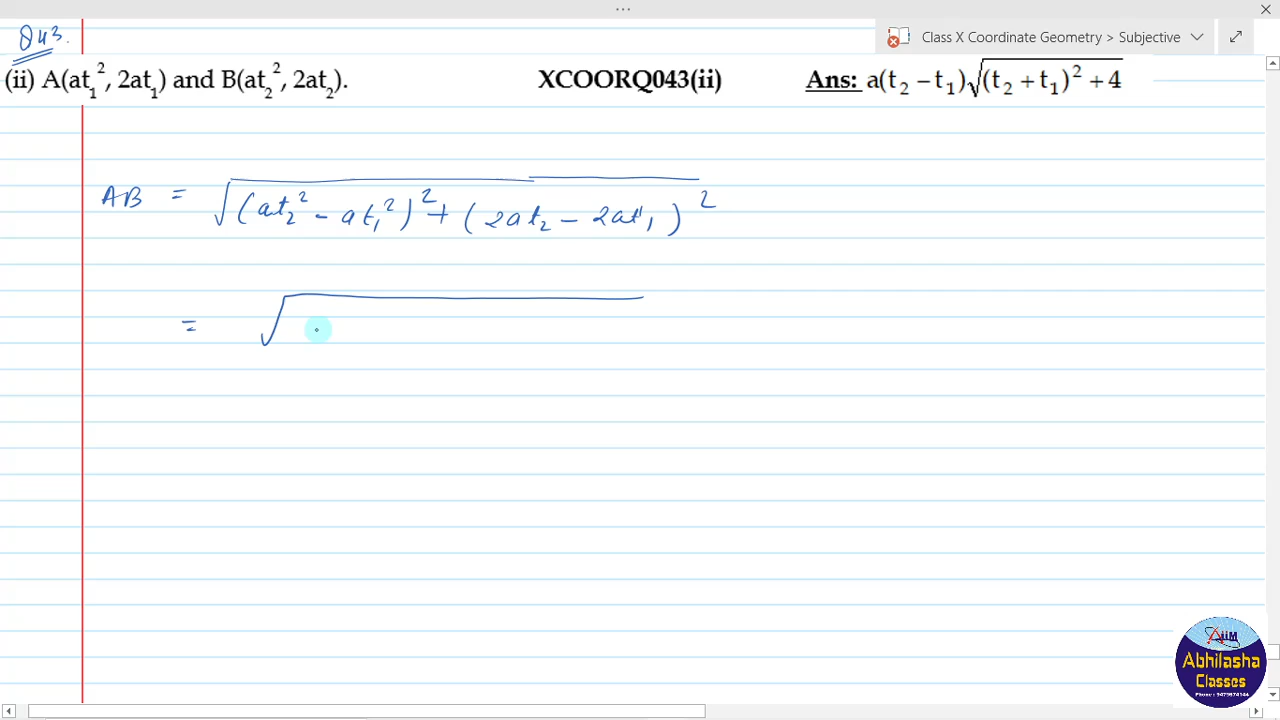 ...
Q43.
Class X Coordinate Geometry > Subjective
(ii) A(at₁², 2at₁) and B(at₂², 2at₂). XCOORQ043(ii) Ans: a(t₂ − t₁)√((t₂ + t₁)² + 4)
AB = √((at₂² − at₁²)² + (2at₂ − 2at₁)²)
= √
AIIM
Abhilasha
Classes